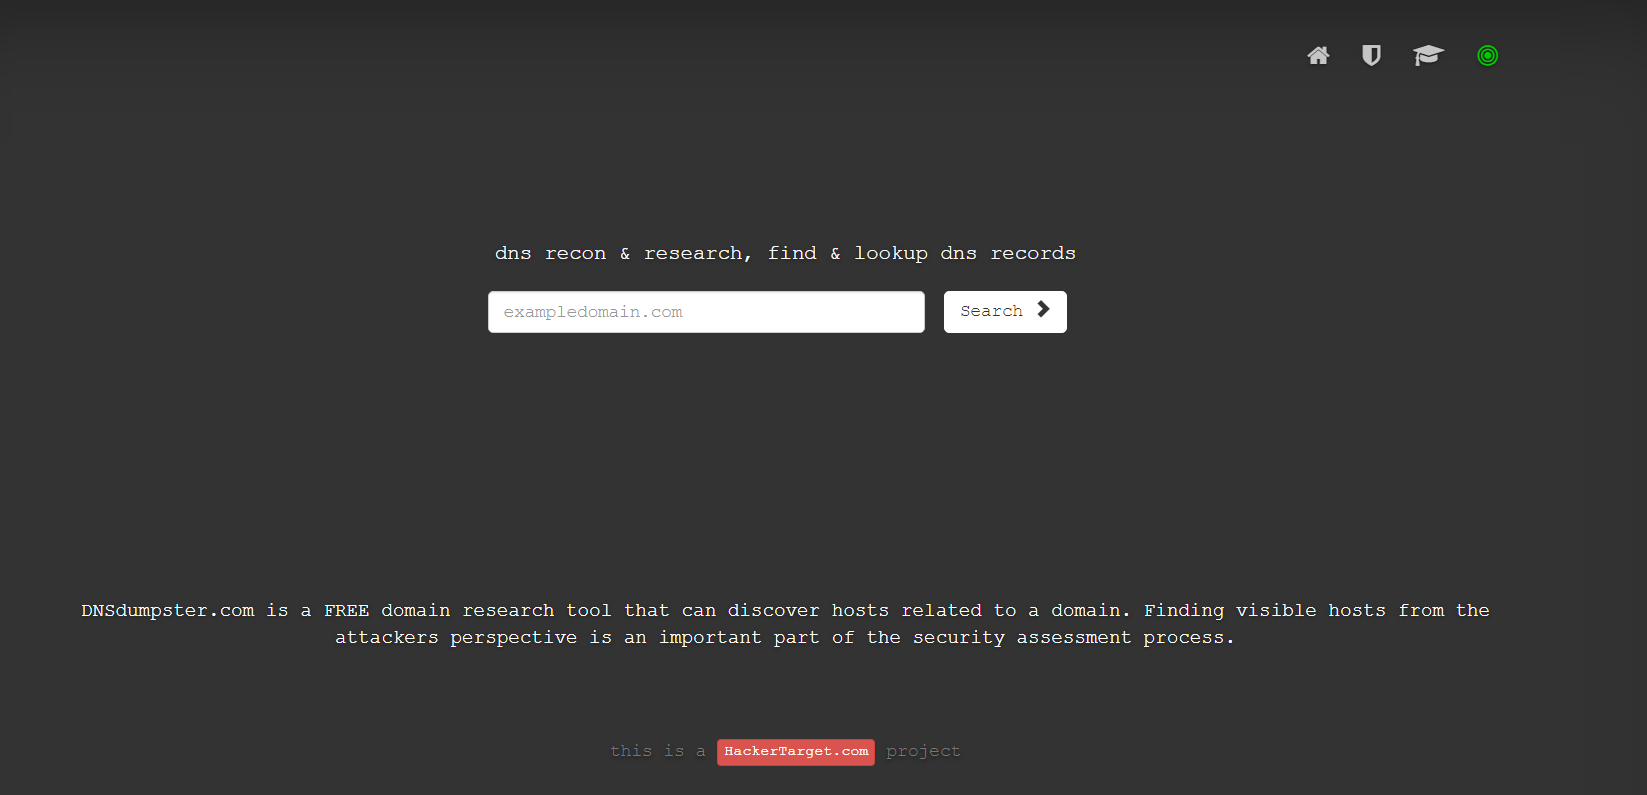 dns recon & research, find & lookup dns records
exampledomain.com
Search
DNSdumpster.com is a FREE domain research tool that can discover hosts related to a domain. Finding visible hosts from the
attackers perspective is an important part of the security assessment process.
this is a HackerTarget.com project